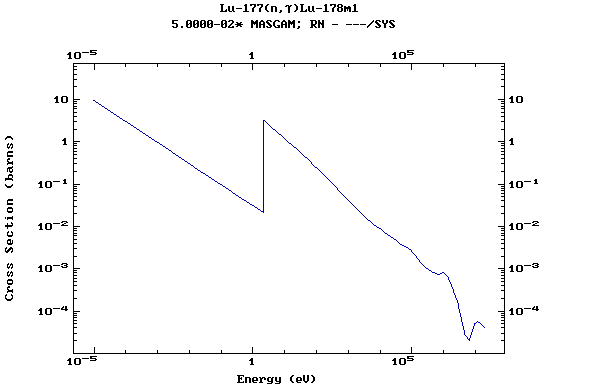 Lu-177(n,γ)Lu-178m1
5.0000-02* MASGAM; RN - ---/SYS
10⁻⁵ 1 10⁵
10 10
1 1
10⁻¹ 10⁻¹
10⁻² 10⁻²
10⁻³ 10⁻³
10⁻⁴ 10⁻⁴
Cross Section (barns)
10⁻⁵ 1 10⁵
Energy (eV)